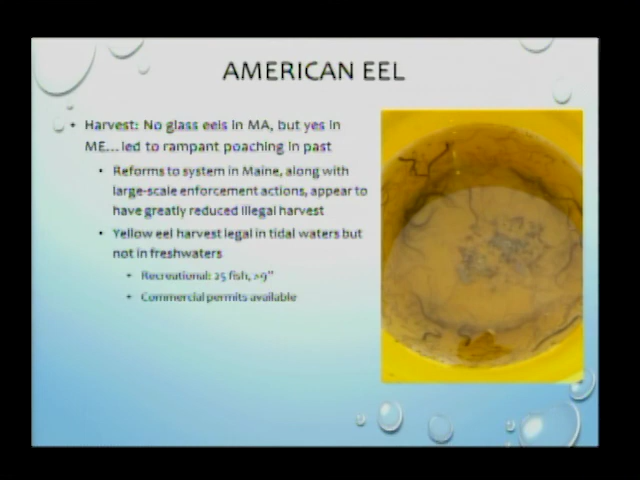 AMERICAN EEL
• Harvest: No glass eels in MA, but yes in
ME... led to rampant poaching in past
• Reforms to system in Maine, along with
large-scale enforcement actions, appear to
have greatly reduced illegal harvest
• Yellow eel harvest legal in tidal waters but
not in freshwaters
• Recreational: 25 fish, >9"
• Commercial permits available